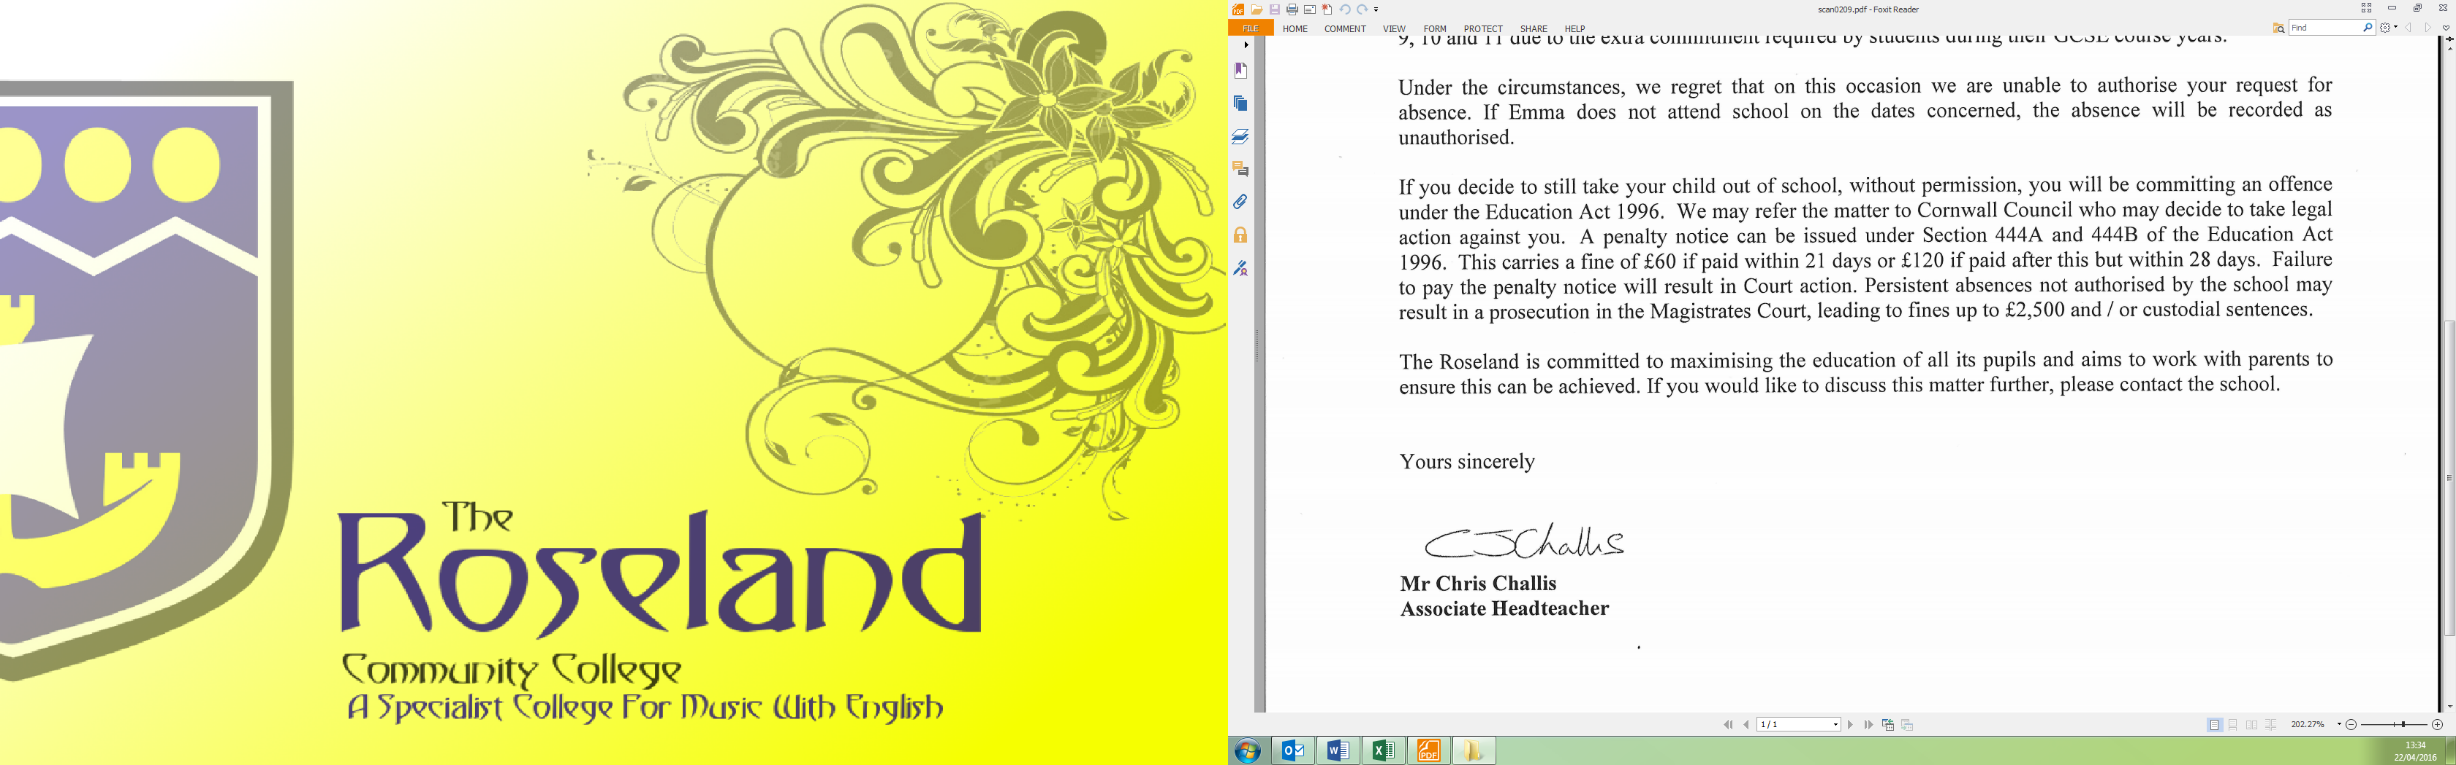 The
Roseland
Community College
A Specialist College For Music With English
scan0209.pdf - Foxit Reader
FILE HOME COMMENT VIEW FORM PROTECT SHARE HELP
Find
9, 10 and 11 due to the extra commitment required by students during their GCSE course years.
Under the circumstances, we regret that on this occasion we are unable to authorise your request for
absence. If Emma does not attend school on the dates concerned, the absence will be recorded as
unauthorised.
If you decide to still take your child out of school, without permission, you will be committing an offence
under the Education Act 1996. We may refer the matter to Cornwall Council who may decide to take legal
action against you. A penalty notice can be issued under Section 444A and 444B of the Education Act
1996. This carries a fine of £60 if paid within 21 days or £120 if paid after this but within 28 days. Failure
to pay the penalty notice will result in Court action. Persistent absences not authorised by the school may
result in a prosecution in the Magistrates Court, leading to fines up to £2,500 and / or custodial sentences.
The Roseland is committed to maximising the education of all its pupils and aims to work with parents to
ensure this can be achieved. If you would like to discuss this matter further, please contact the school.
Yours sincerely
CJChallis
Mr Chris Challis
Associate Headteacher
1 / 1
202.27%
13:34
22/04/2016